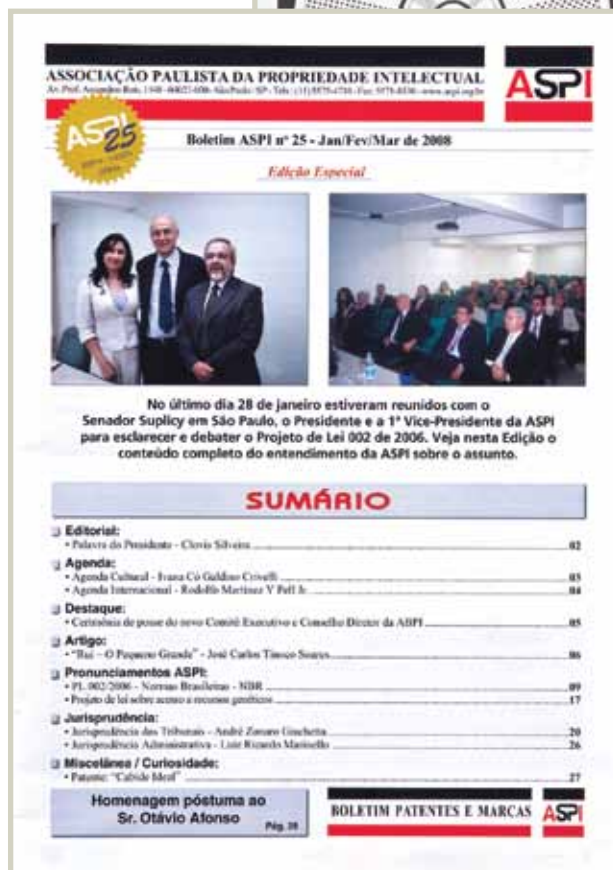 ASSOCIAÇÃO PAULISTA DA PROPRIEDADE INTELECTUAL
ASPI
ASPI
25
Boletim ASPI nº 25 - Jan/Fev/Mar de 2008
Edição Especial
No último dia 28 de janeiro estiveram reunidos com o
Senador Suplicy em São Paulo, o Presidente e a 1ª Vice-Presidente da ASPI
para esclarecer e debater o Projeto de Lei 002 de 2006. Veja nesta Edição o
conteúdo completo do entendimento da ASPI sobre o assunto.
SUMÁRIO
Editorial:
• Palavra do Presidente - Clovis Silveira 02
Agenda:
• Agenda Cultural - Ivana Có Galdino Crivelli 03
• Agenda Internacional - Rodolfo Martinez Y Pell Jr. 04
Destaque:
• Cerimônia de posse do novo Comitê Executivo e Conselho Diretor da ABPI 05
Artigo:
• "Rui - O Pequeno Grande" - José Carlos Tinoco Soares 06
Pronunciamentos ASPI:
• PL 002/2006 - Normas Brasileiras - NBR 09
• Projeto de lei sobre acesso a recursos genéticos 17
Jurisprudência:
• Jurisprudência dos Tribunais - André Zonaro Giacchetta 20
• Jurisprudência Administrativa - Luiz Ricardo Marinello 26
Miscelânea / Curiosidade:
• Patente: "Cabide Ideal" 27
Homenagem póstuma ao
Sr. Otávio Afonso
Pág. 28
BOLETIM PATENTES E MARCAS
ASPI